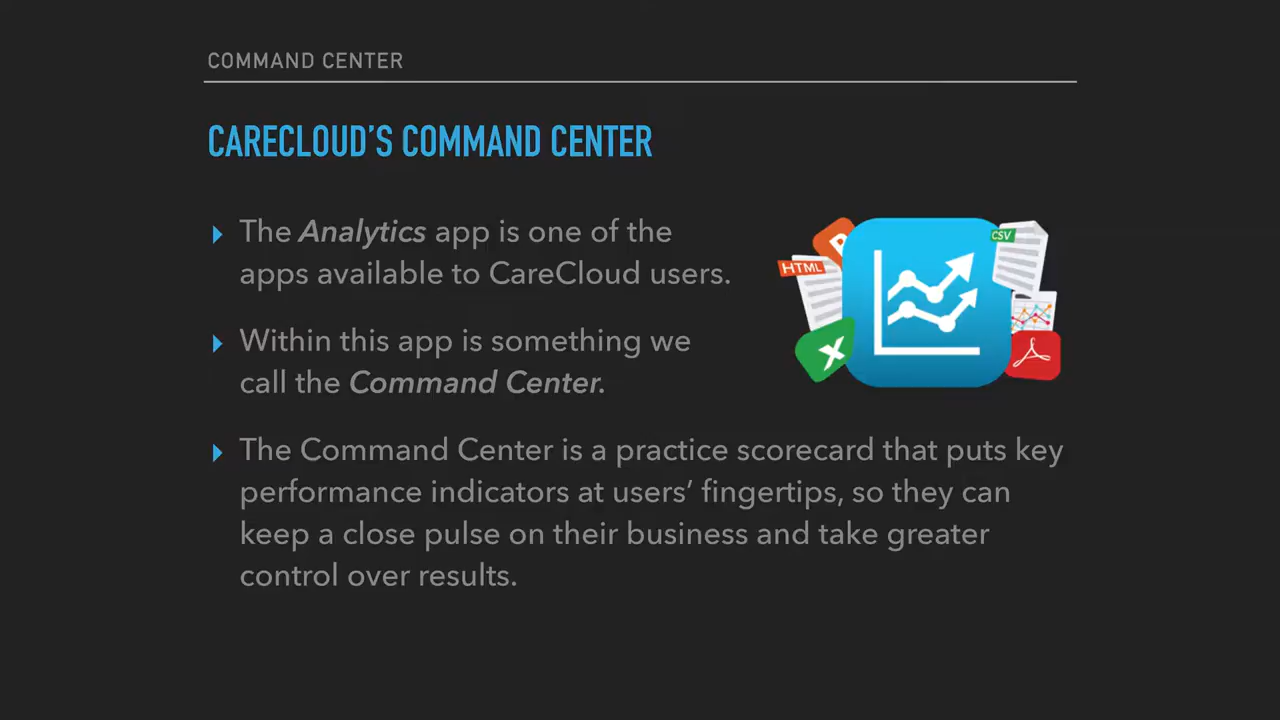 COMMAND CENTER
CARECLOUD’S COMMAND CENTER
The Analytics app is one of the
apps available to CareCloud users.
Within this app is something we
call the Command Center.
The Command Center is a practice scorecard that puts key
performance indicators at users’ fingertips, so they can
keep a close pulse on their business and take greater
control over results.
HTML
CSV
X